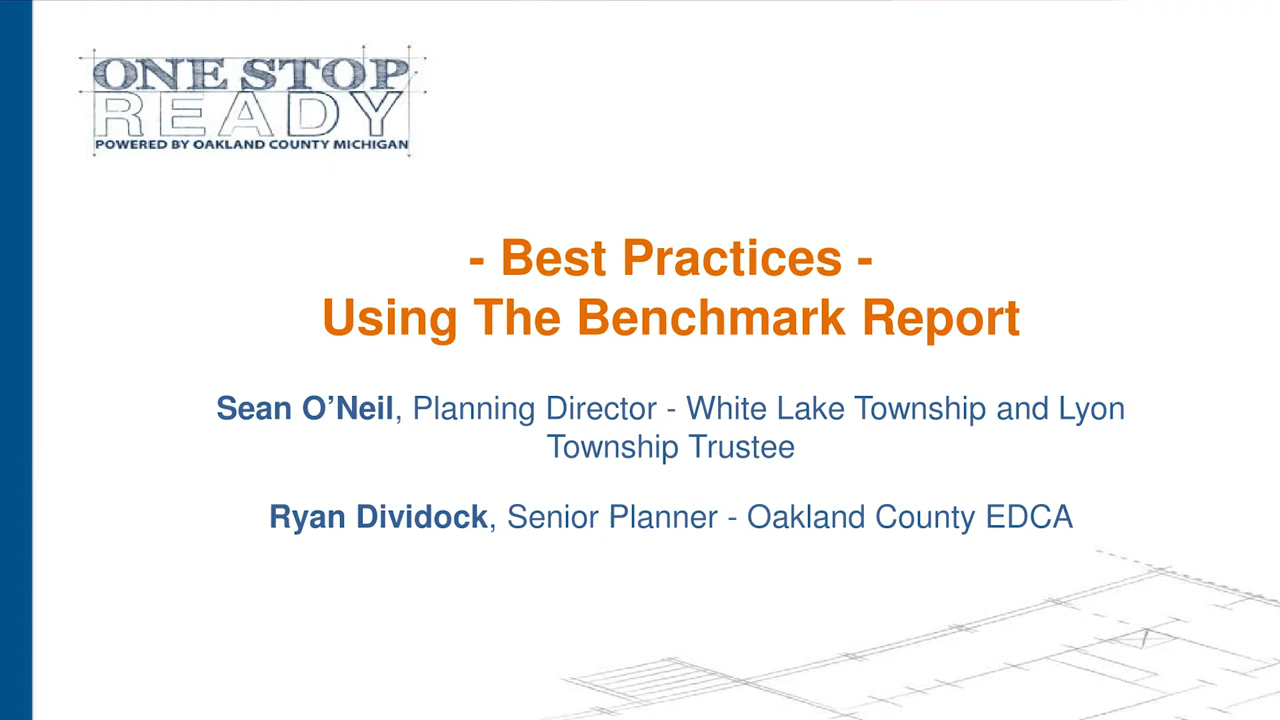 ONE STOP
READY
POWERED BY OAKLAND COUNTY MICHIGAN
- Best Practices -
Using The Benchmark Report
Sean O’Neil, Planning Director - White Lake Township and Lyon
Township Trustee
Ryan Dividock, Senior Planner - Oakland County EDCA